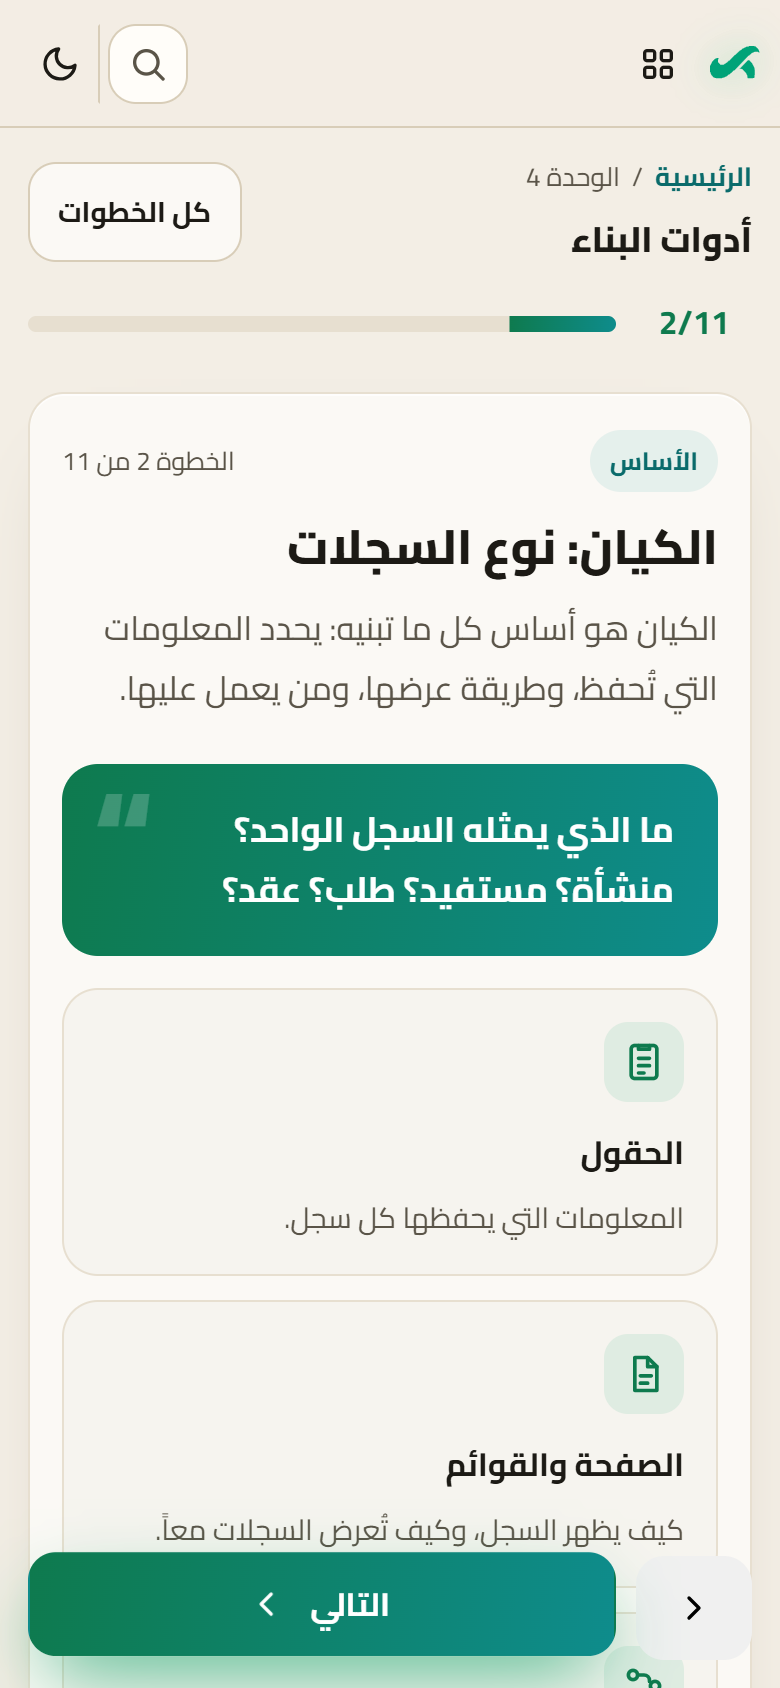 الرئيسية / الوحدة 4
أدوات البناء
كل الخطوات
2/11
الأساس
الخطوة 2 من 11
الكيان: نوع السجلات
الكيان هو أساس كل ما تبنيه: يحدد المعلومات
التي تُحفظ، وطريقة عرضها، ومن يعمل عليها.
ما الذي يمثله السجل الواحد؟
منشأة؟ مستفيد؟ طلب؟ عقد؟
الحقول
المعلومات التي يحفظها كل سجل.
الصفحة والقوائم
كيف يظهر السجل، وكيف تُعرض السجلات معاً.
التالي